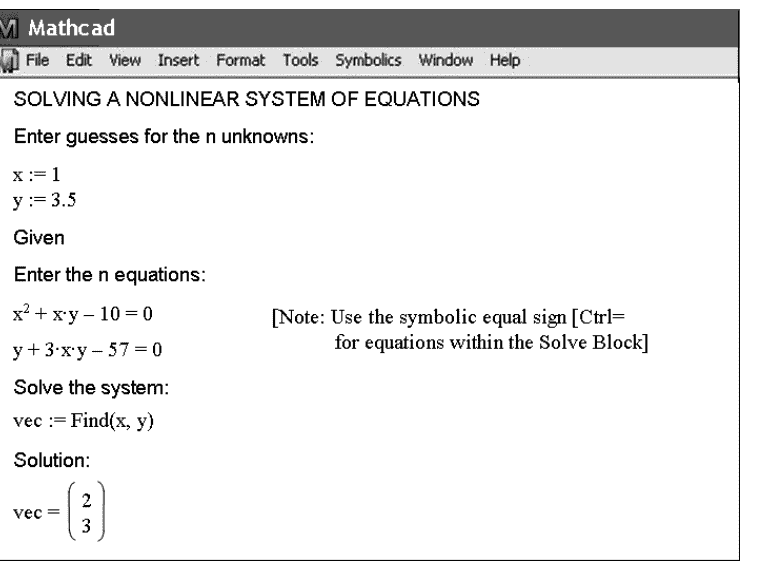 M Mathcad
File Edit View Insert Format Tools Symbolics Window Help
SOLVING A NONLINEAR SYSTEM OF EQUATIONS
Enter guesses for the n unknowns:
x := 1
y := 3.5
Given
Enter the n equations:
x² + x·y – 10 = 0
[Note: Use the symbolic equal sign [Ctrl=
for equations within the Solve Block]
y + 3·x·y – 57 = 0
Solve the system:
vec := Find(x, y)
Solution:
vec = (2
3)